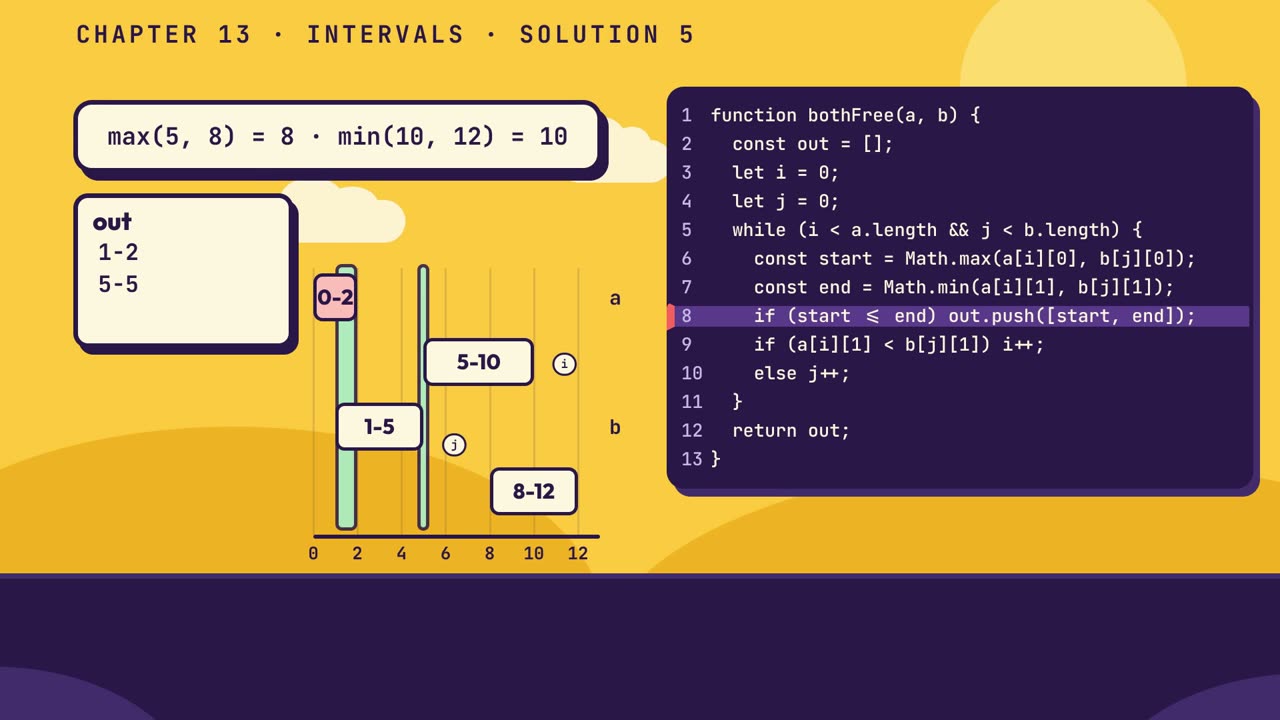 CHAPTER 13 · INTERVALS · SOLUTION 5
max(5, 8) = 8 · min(10, 12) = 10
out
1-2
5-5
0-2
a
5-10
i
1-5
b
j
8-12
0 2 4 6 8 10 12
1 function bothFree(a, b) {
2 const out = [];
3 let i = 0;
4 let j = 0;
5 while (i < a.length && j < b.length) {
6 const start = Math.max(a[i][0], b[j][0]);
7 const end = Math.min(a[i][1], b[j][1]);
8 if (start <= end) out.push([start, end]);
9 if (a[i][1] < b[j][1]) i++;
10 else j++;
11 }
12 return out;
13 }